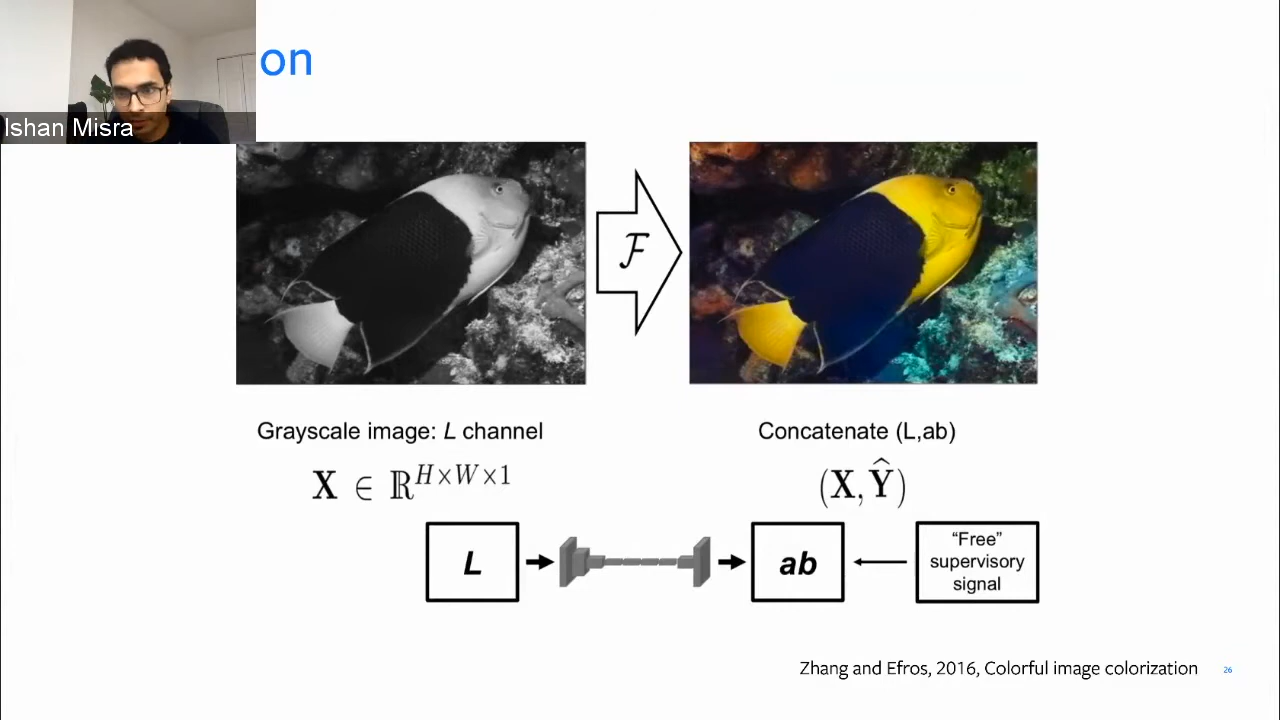 on
Ishan Misra
F
Grayscale image: L channel
Concatenate (L,ab)
X ∈ ℝ^{H×W×1}
(X, Ŷ)
L
ab
“Free”
supervisory
signal
Zhang and Efros, 2016, Colorful image colorization
26